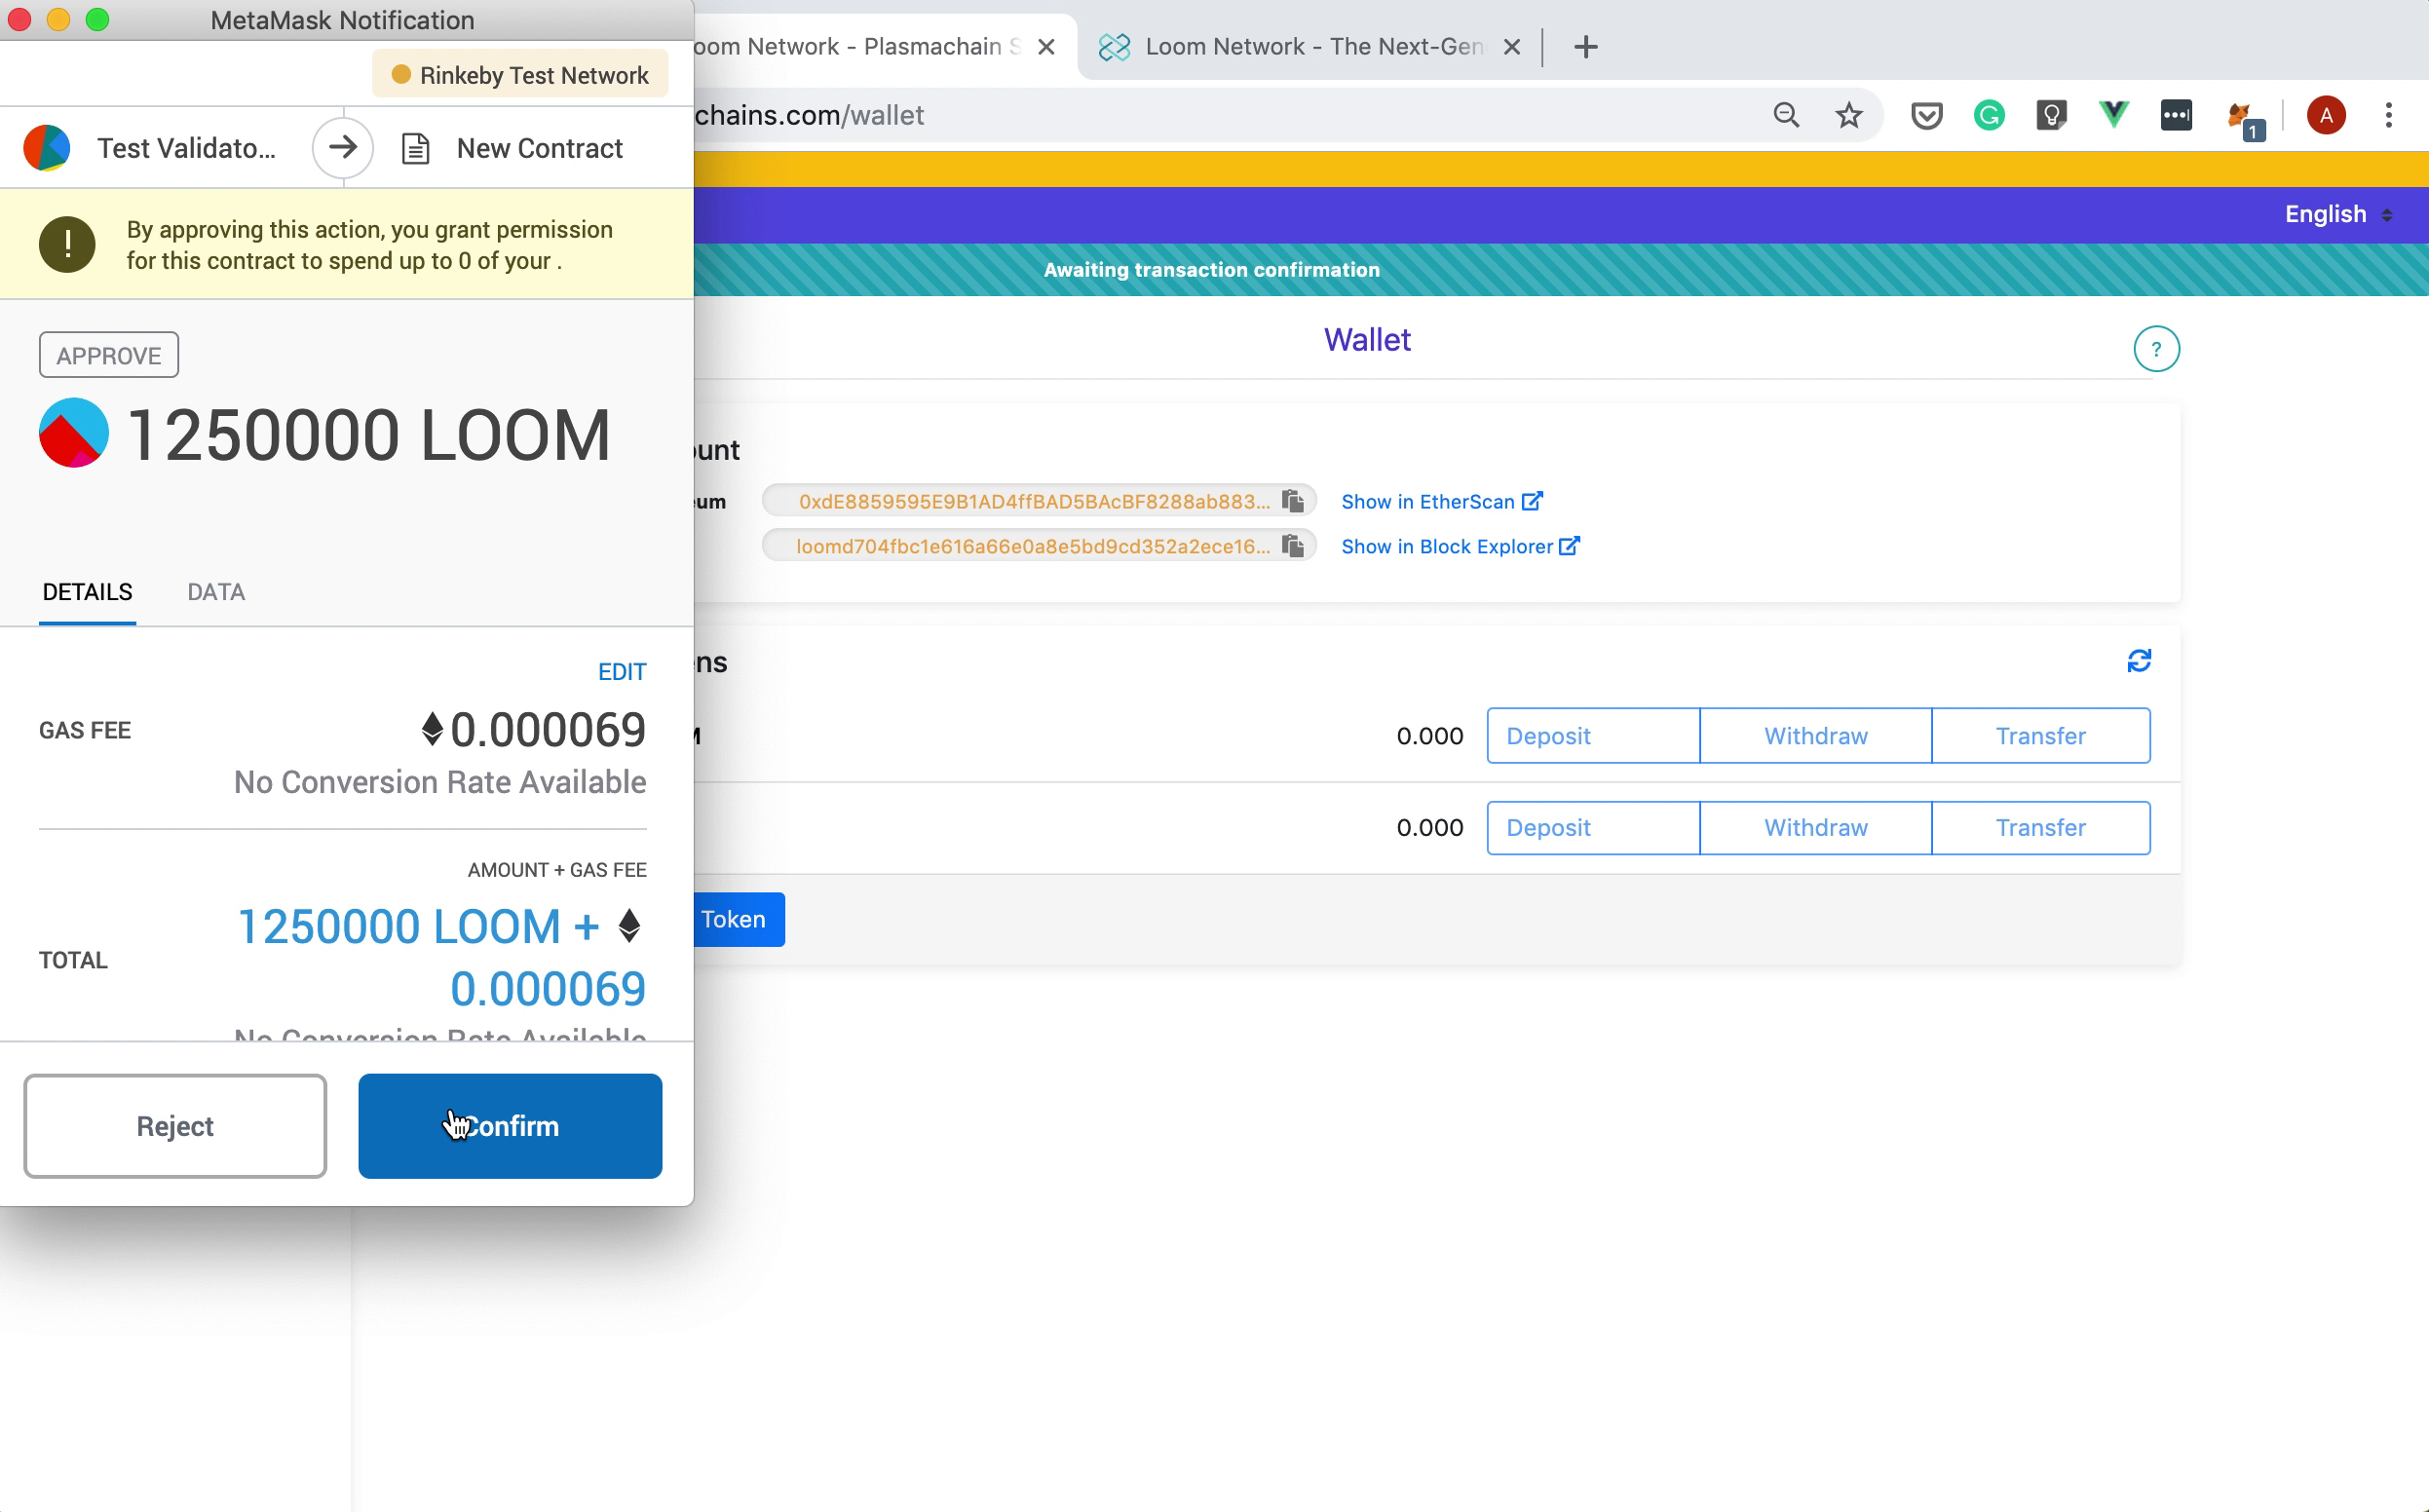 MetaMask Notification
Rinkeby Test Network
Test Validato...
New Contract
By approving this action, you grant permission
for this contract to spend up to 0 of your .
APPROVE
1250000 LOOM
DETAILS
DATA
EDIT
GAS FEE
0.000069
No Conversion Rate Available
AMOUNT + GAS FEE
1250000 LOOM +
TOTAL
0.000069
No Conversion Rate Available
Reject
Confirm
oom Network - Plasmachain S
Loom Network - The Next-Gen
chains.com/wallet
1
A
English
Awaiting transaction confirmation
Wallet
?
ount
eum
0xdE8859595E9B1AD4ffBAD5BAcBF8288ab883...
Show in EtherScan
loomd704fbc1e616a66e0a8e5bd9cd352a2ece16...
Show in Block Explorer
ens
M
0.000
Deposit
Withdraw
Transfer
0.000
Deposit
Withdraw
Transfer
Token